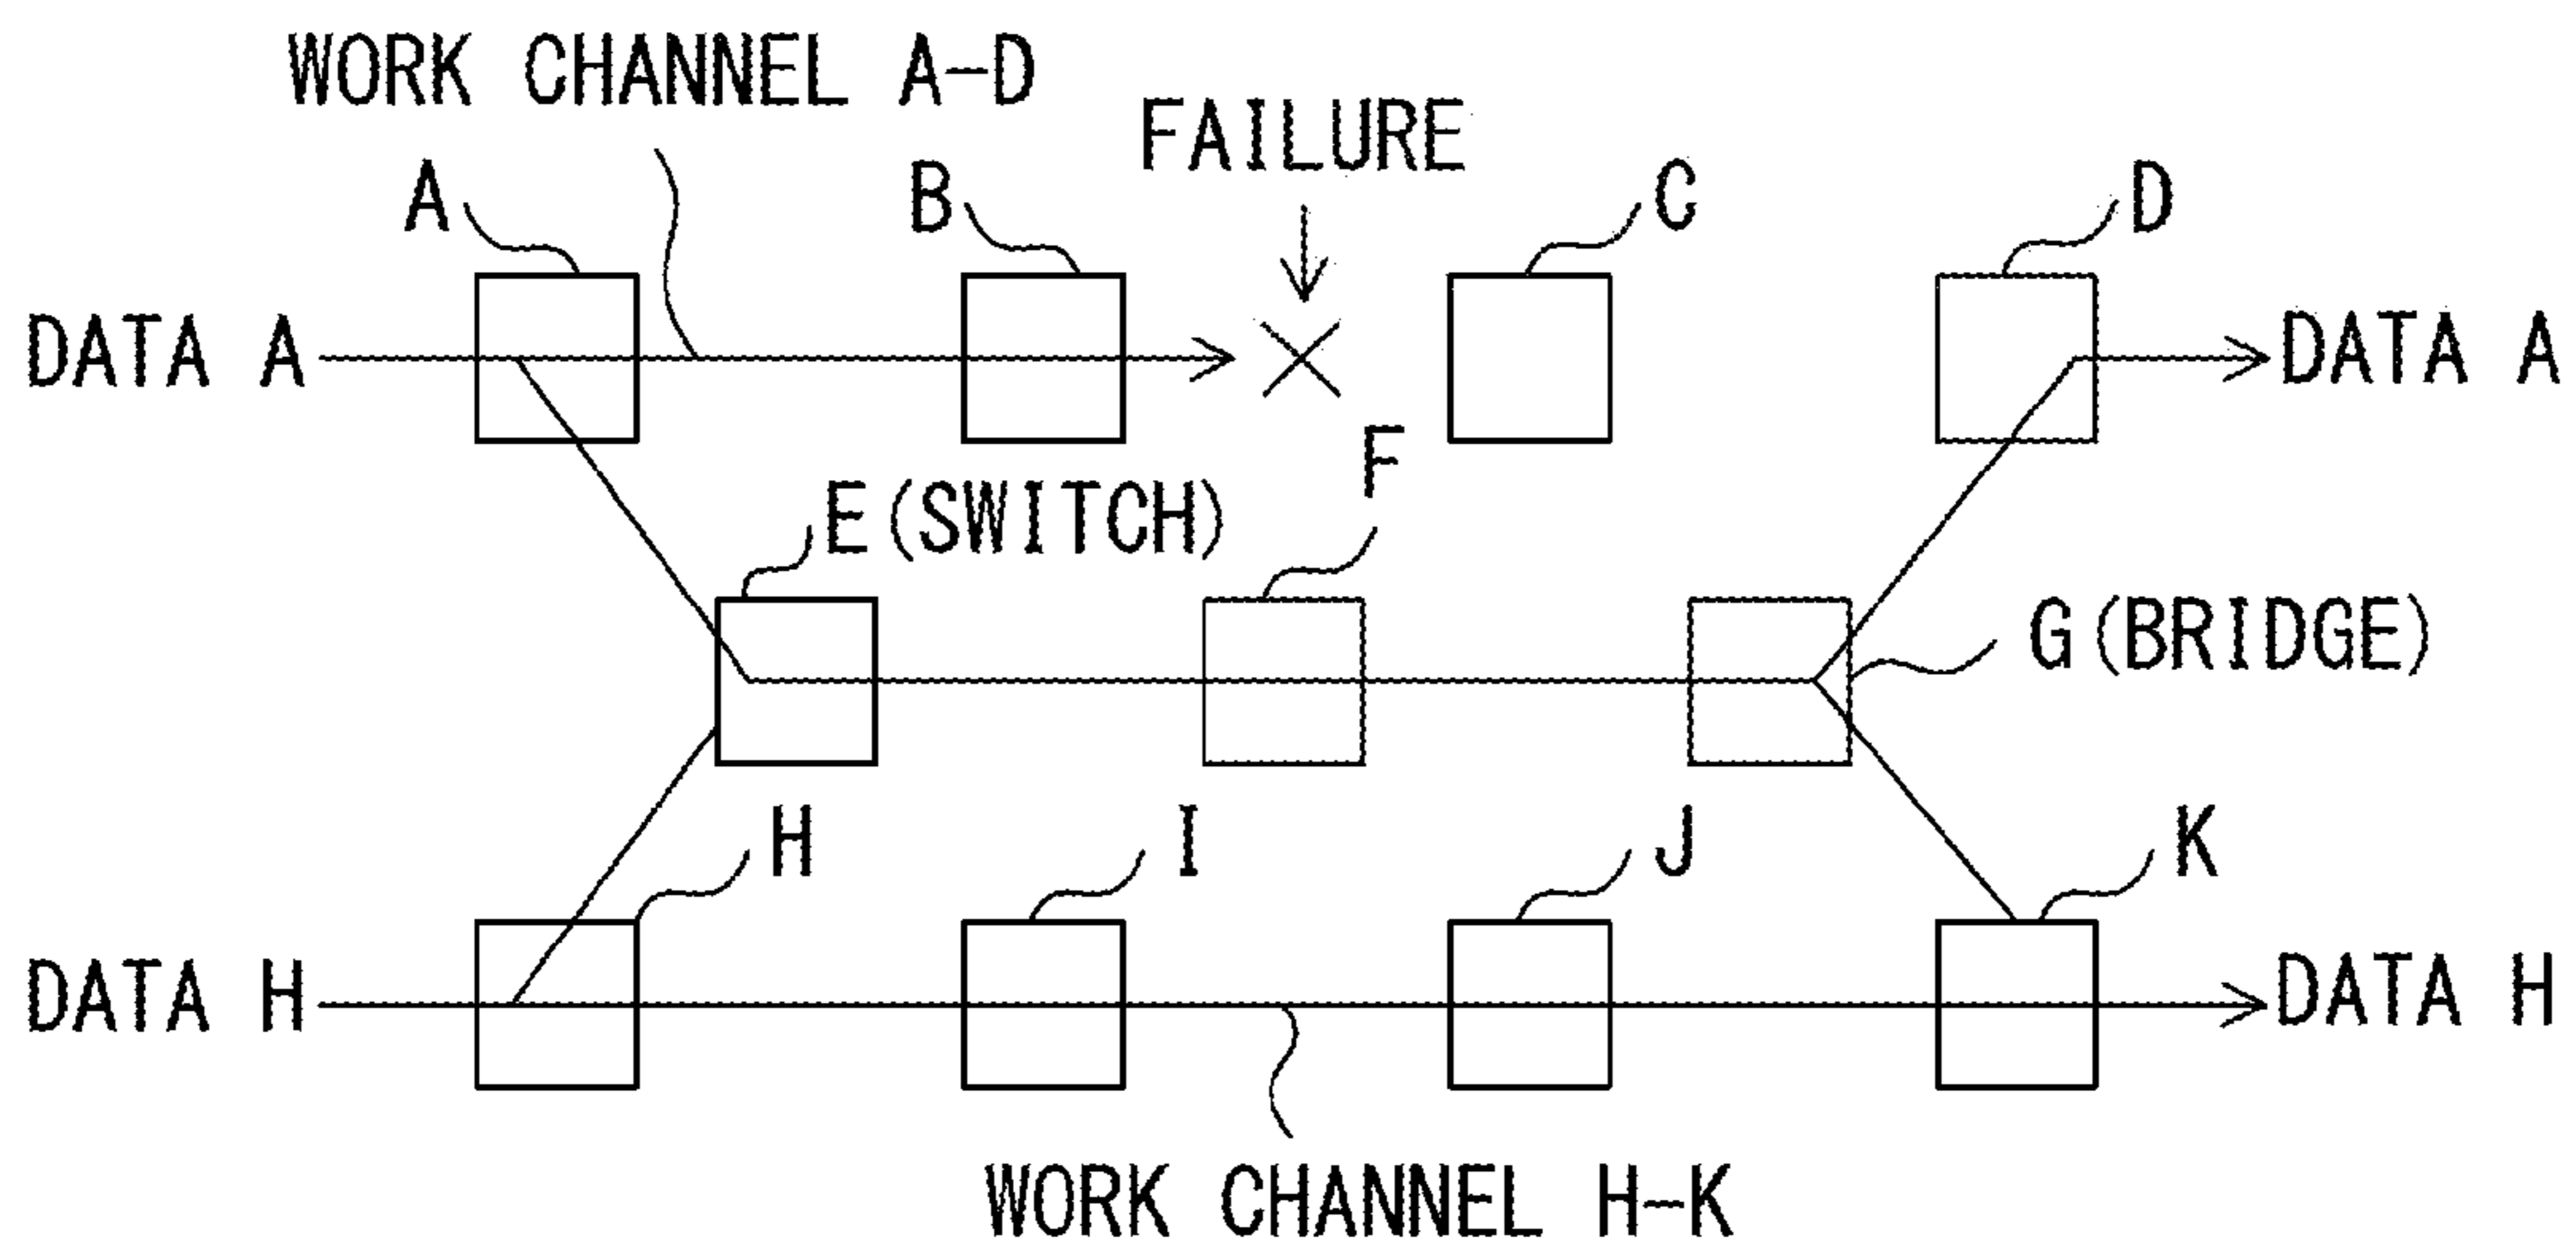 WORK CHANNEL A-D
FAILURE
A
B
C
D
DATA A
DATA A
F
E(SWITCH)
G(BRIDGE)
H
I
J
K
DATA H
DATA H
WORK CHANNEL H-K